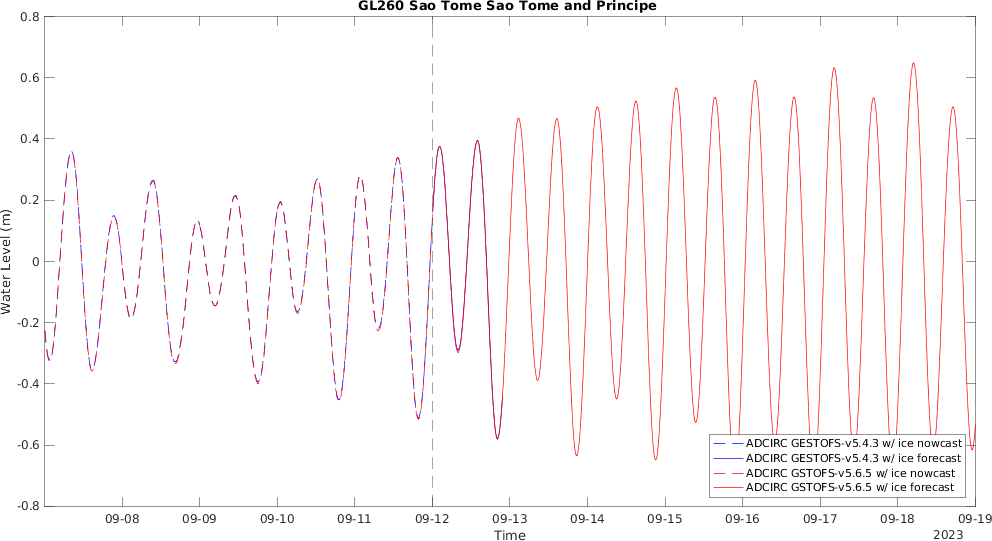 GL260 Sao Tome Sao Tome and Principe
0.8
0.6
0.4
0.2
0
-0.2
-0.4
-0.6
-0.8
Water Level (m)
ADCIRC GESTOFS-v5.4.3 w/ ice nowcast
ADCIRC GESTOFS-v5.4.3 w/ ice forecast
ADCIRC GSTOFS-v5.6.5 w/ ice nowcast
ADCIRC GSTOFS-v5.6.5 w/ ice forecast
09-08 09-09 09-10 09-11 09-12 09-13 09-14 09-15 09-16 09-17 09-18 09-19
Time
2023